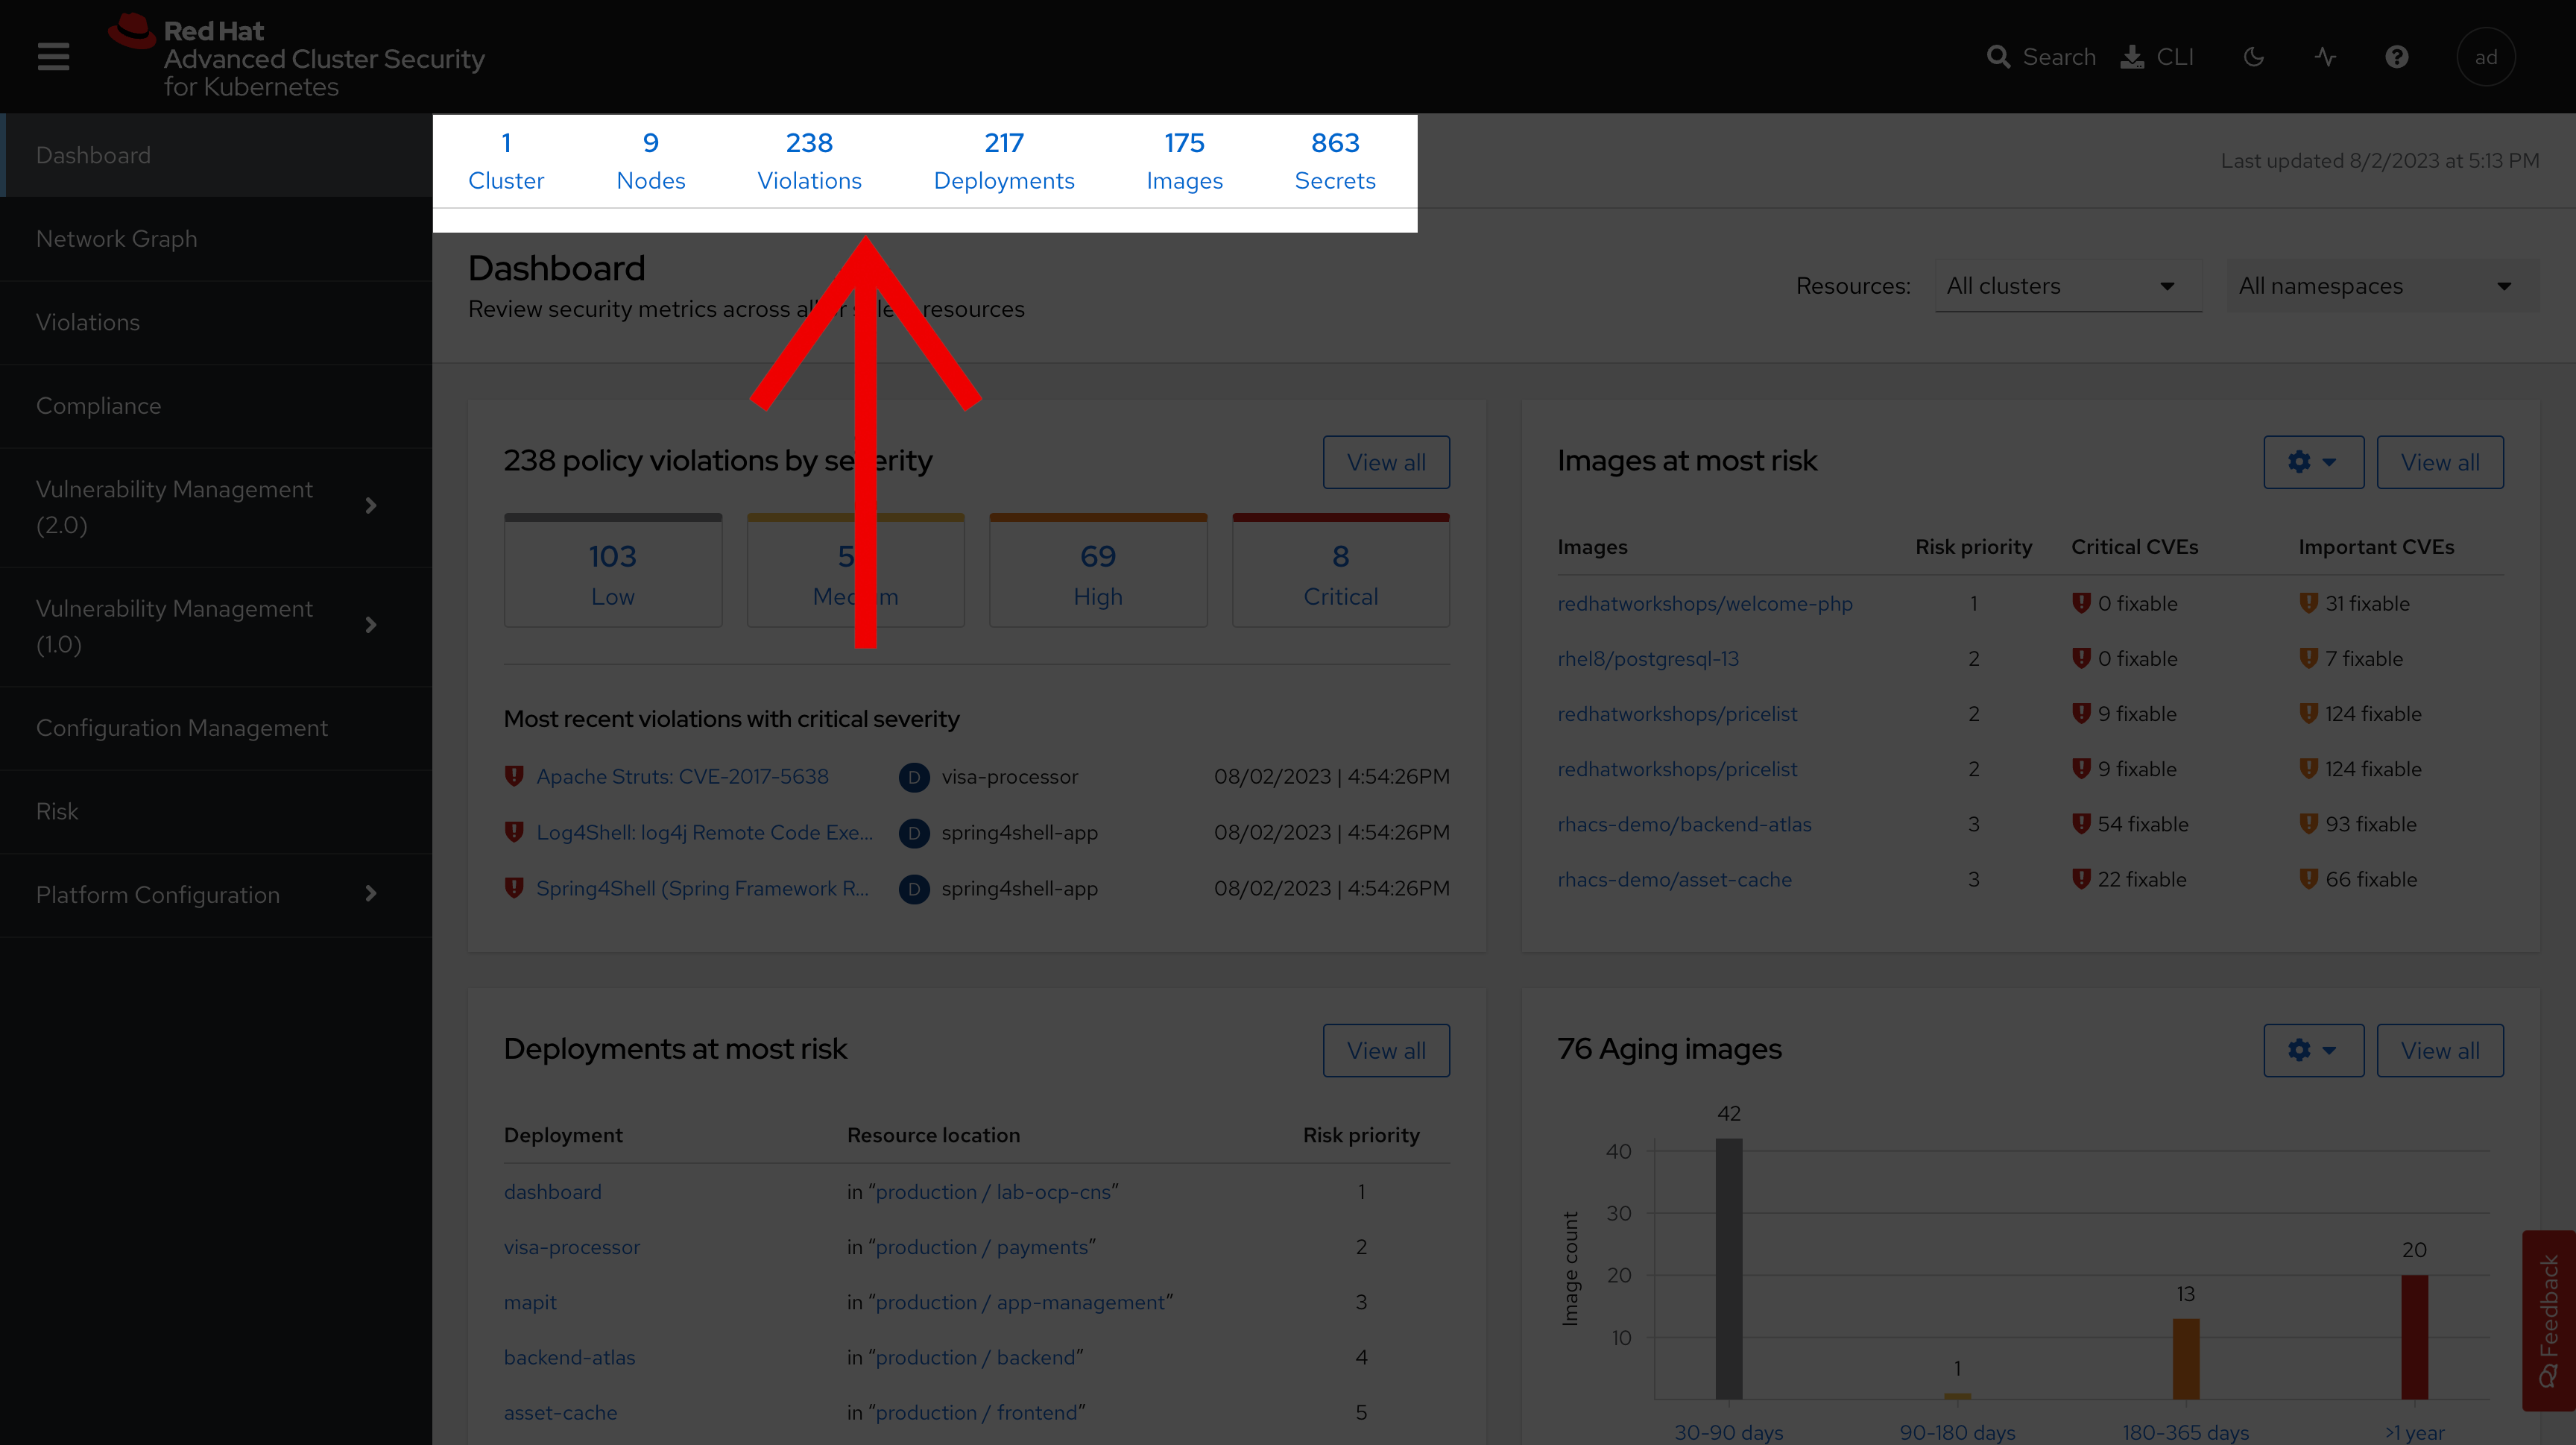 Red Hat
Advanced Cluster Security
for Kubernetes
Search
CLI
ad
Dashboard
Network Graph
Violations
Compliance
Vulnerability Management
(2.0)
Vulnerability Management
(1.0)
Configuration Management
Risk
Platform Configuration
1 9 238 217 175 863
Cluster Nodes Violations Deployments Images Secrets
Last updated 8/2/2023 at 5:13 PM
Dashboard
Review security metrics across all resources
Resources: All clusters All namespaces
238 policy violations by severity
View all
103 69 8
Low Medium High Critical
Most recent violations with critical severity
Apache Struts: CVE-2017-5638 D visa-processor 08/02/2023 | 4:54:26PM
Log4Shell: log4j Remote Code Exe... D spring4shell-app 08/02/2023 | 4:54:26PM
Spring4Shell (Spring Framework R... D spring4shell-app 08/02/2023 | 4:54:26PM
Images at most risk
View all
Images Risk priority Critical CVEs Important CVEs
redhatworkshops/welcome-php 1 0 fixable 31 fixable
rhel8/postgresql-13 2 0 fixable 7 fixable
redhatworkshops/pricelist 2 9 fixable 124 fixable
redhatworkshops/pricelist 2 9 fixable 124 fixable
rhacs-demo/backend-atlas 3 54 fixable 93 fixable
rhacs-demo/asset-cache 3 22 fixable 66 fixable
Deployments at most risk
View all
Deployment Resource location Risk priority
dashboard in “production / lab-ocp-cns” 1
visa-processor in “production / payments” 2
mapit in “production / app-management” 3
backend-atlas in “production / backend” 4
asset-cache in “production / frontend” 5
76 Aging images
View all
Image count
40
30
20
10
42
1
13
20
30-90 days 90-180 days 180-365 days >1 year
Feedback